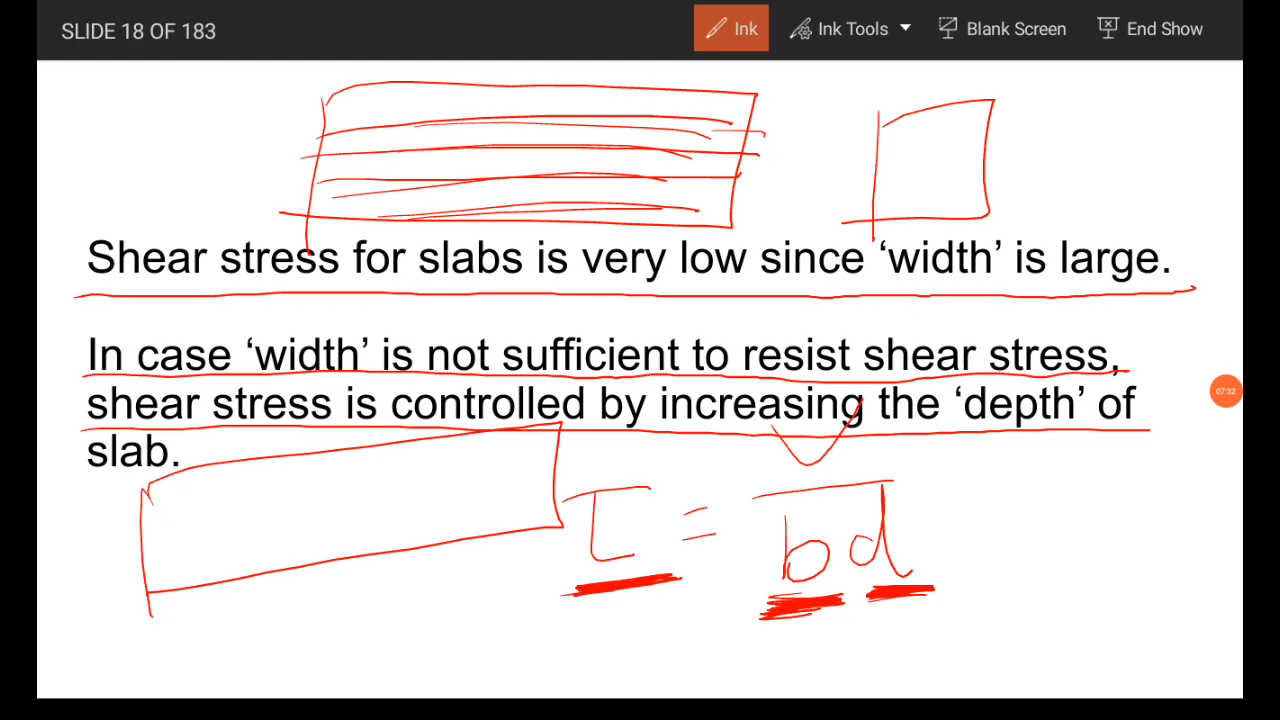 SLIDE 18 OF 183
Ink
Ink Tools
Blank Screen
End Show
Shear stress for slabs is very low since ‘width’ is large.
In case ‘width’ is not sufficient to resist shear stress,
shear stress is controlled by increasing the ‘depth’ of
slab.
07:32
V
τ = bd